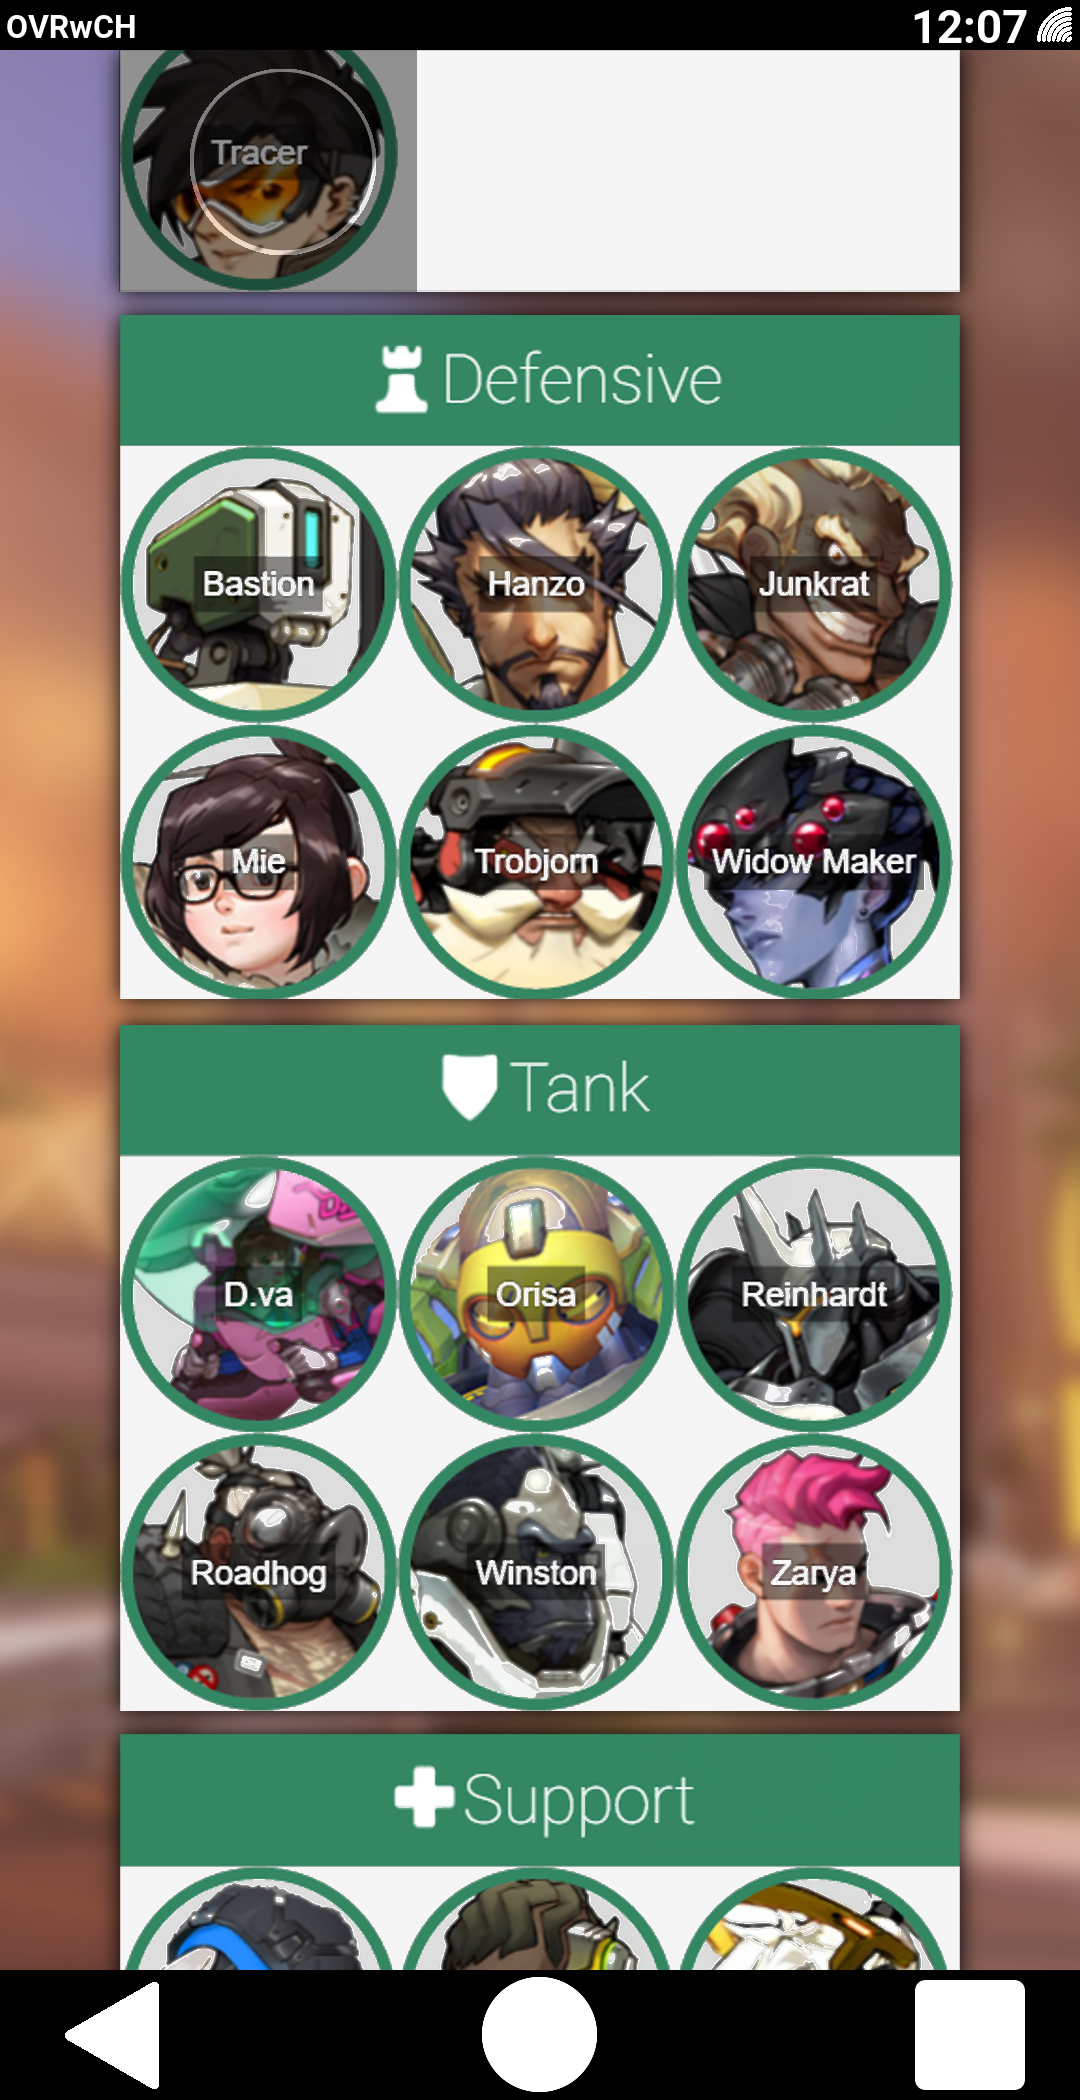 OVRwCH 12:07
Tracer
Defensive
Bastion Hanzo Junkrat
Mie Trobjorn Widow Maker
Tank
D.va Orisa Reinhardt
Roadhog Winston Zarya
Support